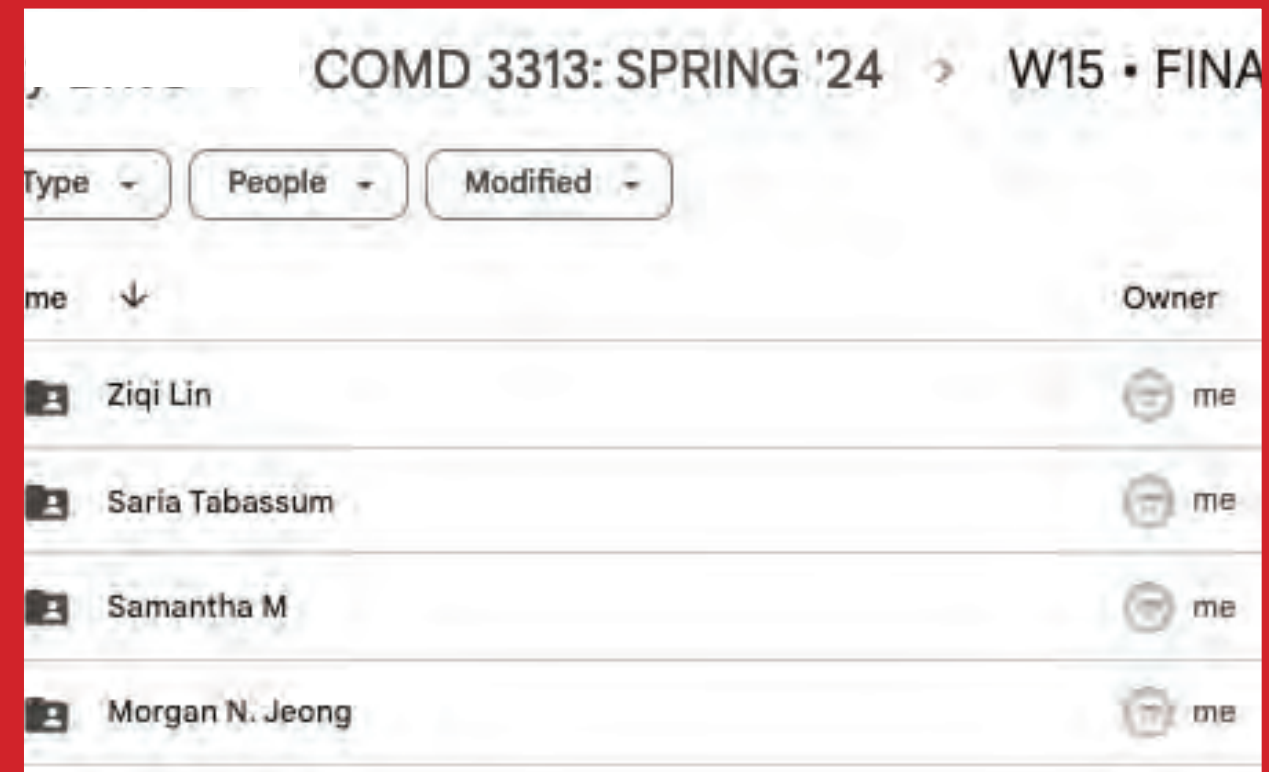 COMD 3313: SPRING '24 › W15 • FINA
Type People Modified
me ↓ Owner
Ziqi Lin me
Saria Tabassum me
Samantha M me
Morgan N. Jeong me